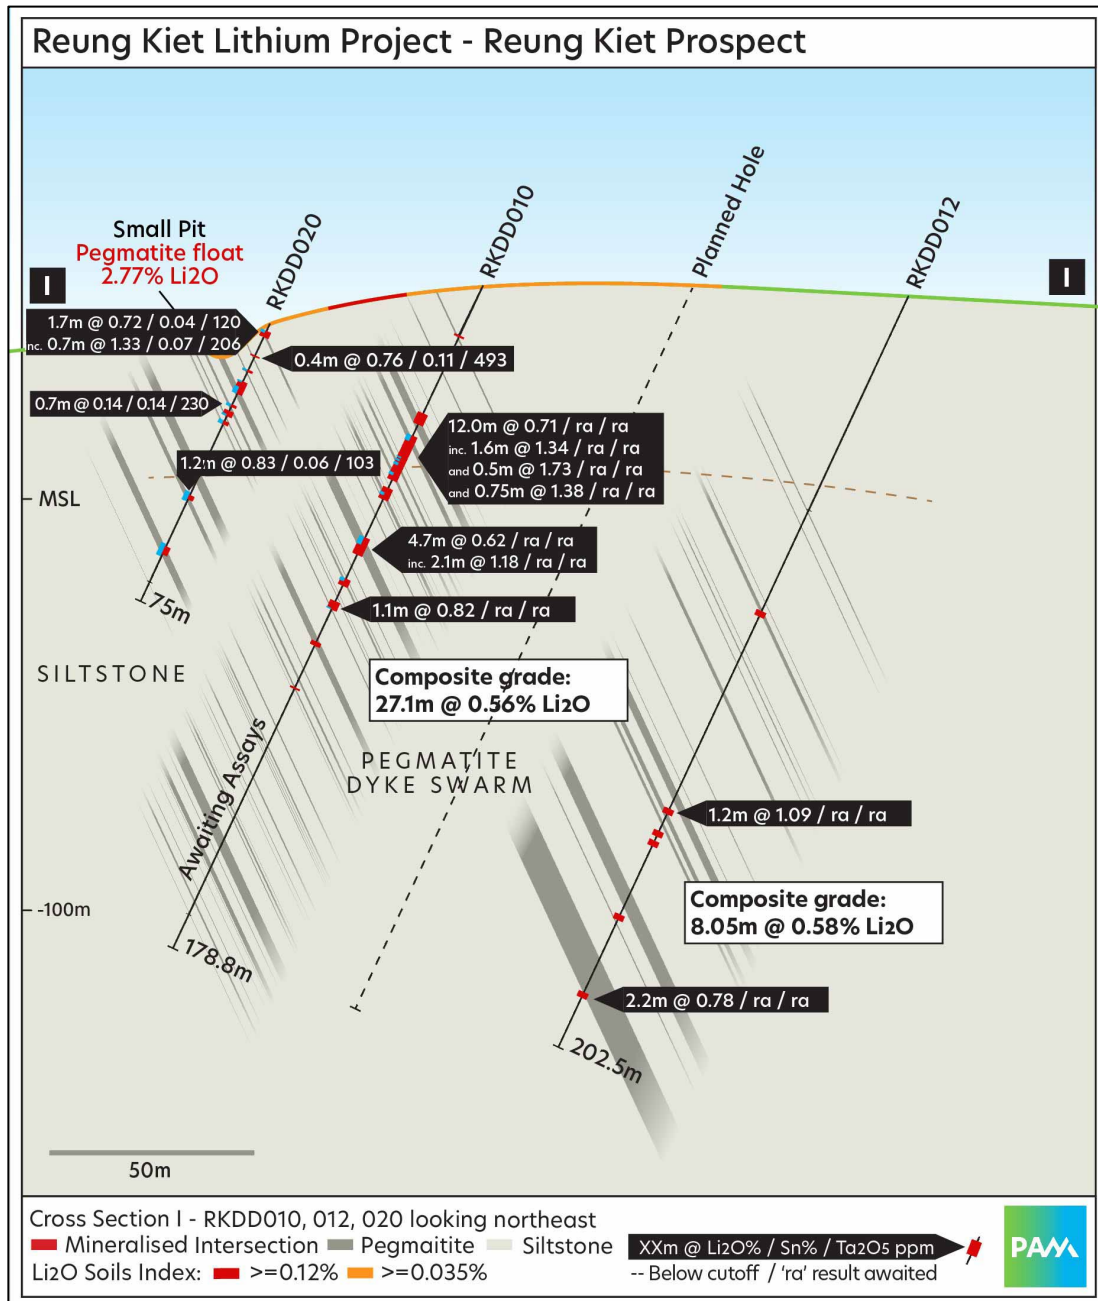 Reung Kiet Lithium Project - Reung Kiet Prospect
Small Pit
Pegmatite float
2.77% Li2O
RKDD020
RKDD010
Planned Hole
RKDD012
I
I
1.7m @ 0.72 / 0.04 / 120
inc. 0.7m @ 1.33 / 0.07 / 206
0.4m @ 0.76 / 0.11 / 493
0.7m @ 0.14 / 0.14 / 230
12.0m @ 0.71 / ra / ra
inc. 1.6m @ 1.34 / ra / ra
and 0.5m @ 1.73 / ra / ra
and 0.75m @ 1.38 / ra / ra
1.2m @ 0.83 / 0.06 / 103
MSL
4.7m @ 0.62 / ra / ra
inc. 2.1m @ 1.18 / ra / ra
75m
1.1m @ 0.82 / ra / ra
SILTSTONE
Composite grade:
27.1m @ 0.56% Li2O
PEGMATITE
DYKE SWARM
Awaiting Assays
1.2m @ 1.09 / ra / ra
-100m
Composite grade:
8.05m @ 0.58% Li2O
178.8m
2.2m @ 0.78 / ra / ra
202.5m
50m
Cross Section I - RKDD010, 012, 020 looking northeast
Mineralised Intersection Pegmaitite Siltstone
Li2O Soils Index: >=0.12% >=0.035%
XXm @ Li2O% / Sn% / Ta2O5 ppm
-- Below cutoff / 'ra' result awaited
PAM